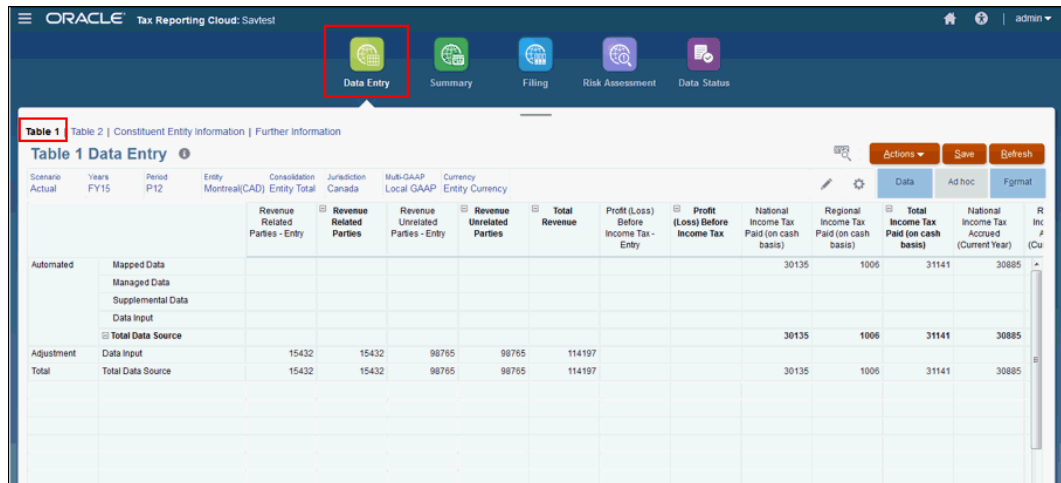 ORACLE Tax Reporting Cloud: Savtest admin
Data Entry Summary Filing Risk Assessment Data Status
Table 1 | Table 2 | Constituent Entity Information | Further Information
Table 1 Data Entry
Actions Save Refresh
Scenario Years Period Entity Consolidation Jurisdiction Multi-GAAP Currency
Actual FY15 P12 Montreal(CAD) Entity Total Canada Local GAAP Entity Currency
Data Ad hoc Format
Revenue Revenue Revenue Revenue Total Profit (Loss) Profit National Regional Total National R
Related Related Unrelated Unrelated Revenue Before (Loss) Before Income Tax Income Tax Income Tax Income Tax Inc
Parties - Entry Parties Parties - Entry Parties Income Tax - Income Tax Paid (on cash Paid (on cash Paid (on cash Accrued
Entry basis) basis) basis) (Current Year) (Cu
Automated Mapped Data 30135 1006 31141 30885
Managed Data
Supplemental Data
Data Input
Total Data Source 30135 1006 31141 30885
Adjustment Data Input 15432 15432 98765 98765 114197
Total Total Data Source 15432 15432 98765 98765 114197 30135 1006 31141 30885